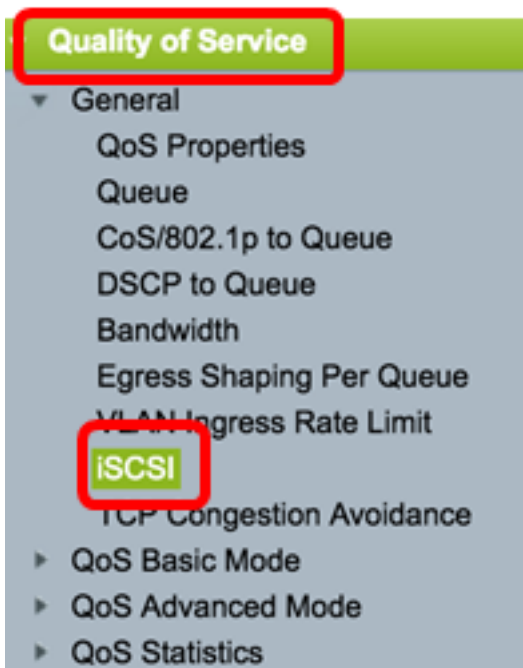 Quality of Service
General
QoS Properties
Queue
CoS/802.1p to Queue
DSCP to Queue
Bandwidth
Egress Shaping Per Queue
VLAN Ingress Rate Limit
iSCSI
TCP Congestion Avoidance
QoS Basic Mode
QoS Advanced Mode
QoS Statistics